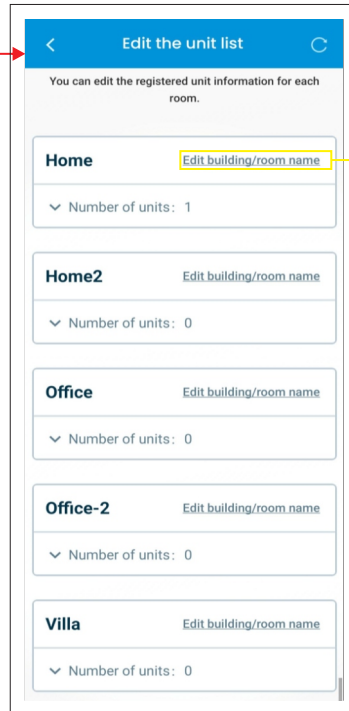 Edit the unit list
You can edit the registered unit information for each
room.
Home Edit building/room name
Number of units: 1
Home2 Edit building/room name
Number of units: 0
Office Edit building/room name
Number of units: 0
Office-2 Edit building/room name
Number of units: 0
Villa Edit building/room name
Number of units: 0